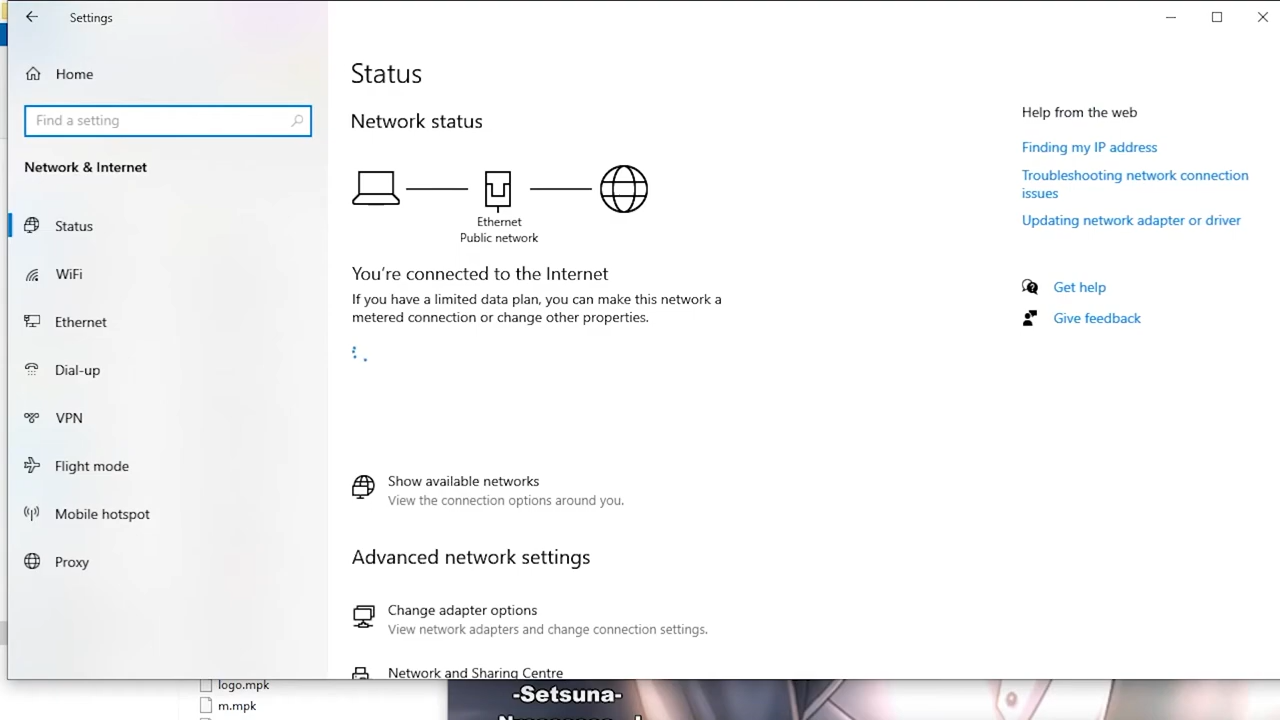 Settings
Home
Find a setting
Network & Internet
Status
WiFi
Ethernet
Dial-up
VPN
Flight mode
Mobile hotspot
Proxy
Status
Network status
Ethernet
Public network
You're connected to the Internet
If you have a limited data plan, you can make this network a
metered connection or change other properties.
Show available networks
View the connection options around you.
Advanced network settings
Change adapter options
View network adapters and change connection settings.
Network and Sharing Centre
Help from the web
Finding my IP address
Troubleshooting network connection
issues
Updating network adapter or driver
Get help
Give feedback
logo.mpk
m.mpk
-Setsuna-